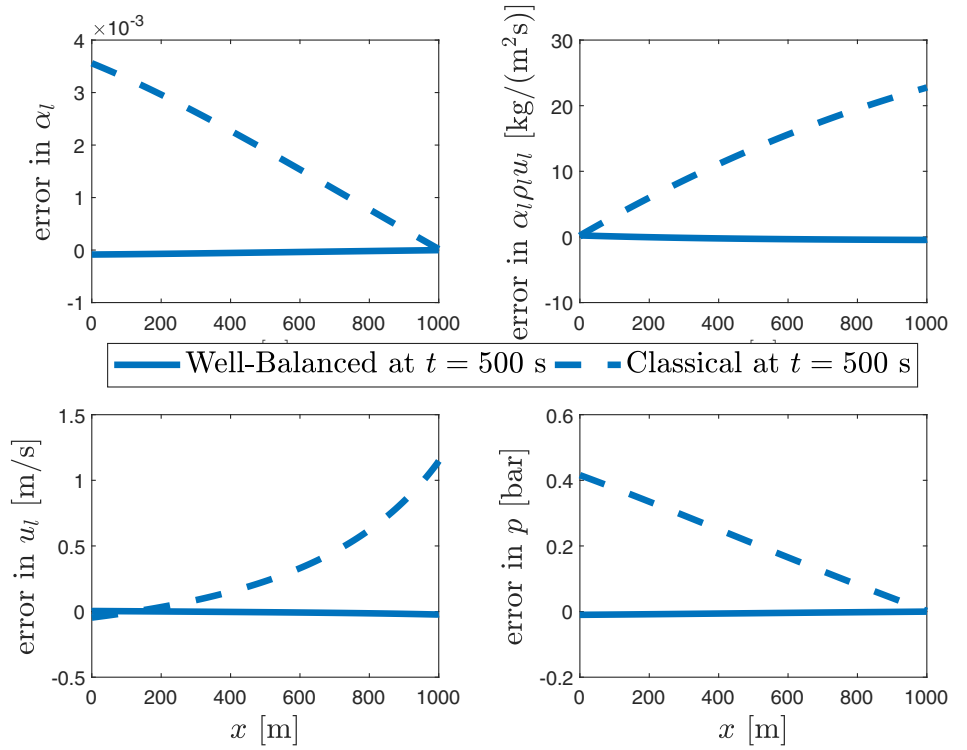 ×10⁻³
4
3
2
1
0
-1
error in α_l
0 200 400 600 800 1000
30
20
10
0
-10
error in α_l ρ_l u_l [kg/(m²s)]
0 200 400 600 800 1000
Well-Balanced at t = 500 s Classical at t = 500 s
1.5
1
0.5
0
-0.5
error in u_l [m/s]
0 200 400 600 800 1000
x [m]
0.6
0.4
0.2
0
-0.2
error in p [bar]
0 200 400 600 800 1000
x [m]